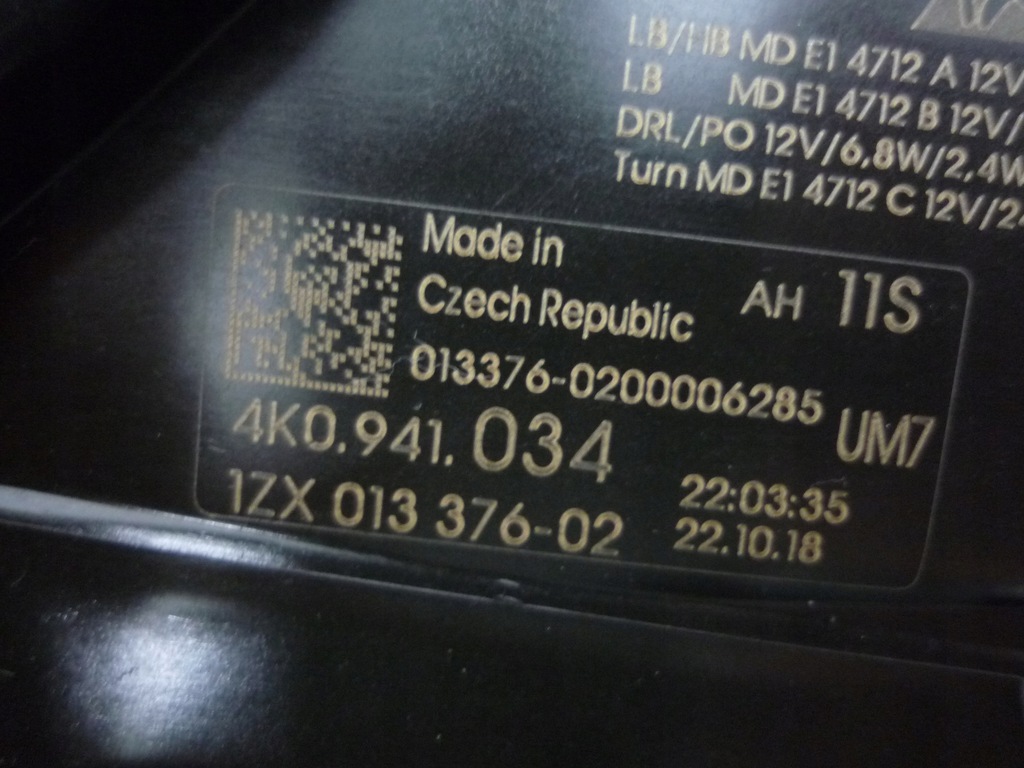 LB/HB MD E1 4712 A 12V
LB MD E1 4712 B 12V/
DRL/PO 12V/6,8W/2,4W
Turn MD E1 4712 C 12V/2
Made in
Czech Republic
AH 11S
013376-0200006285
UM7
4K0.941.034
1ZX 013 376-02
22:03:35
22.10.18